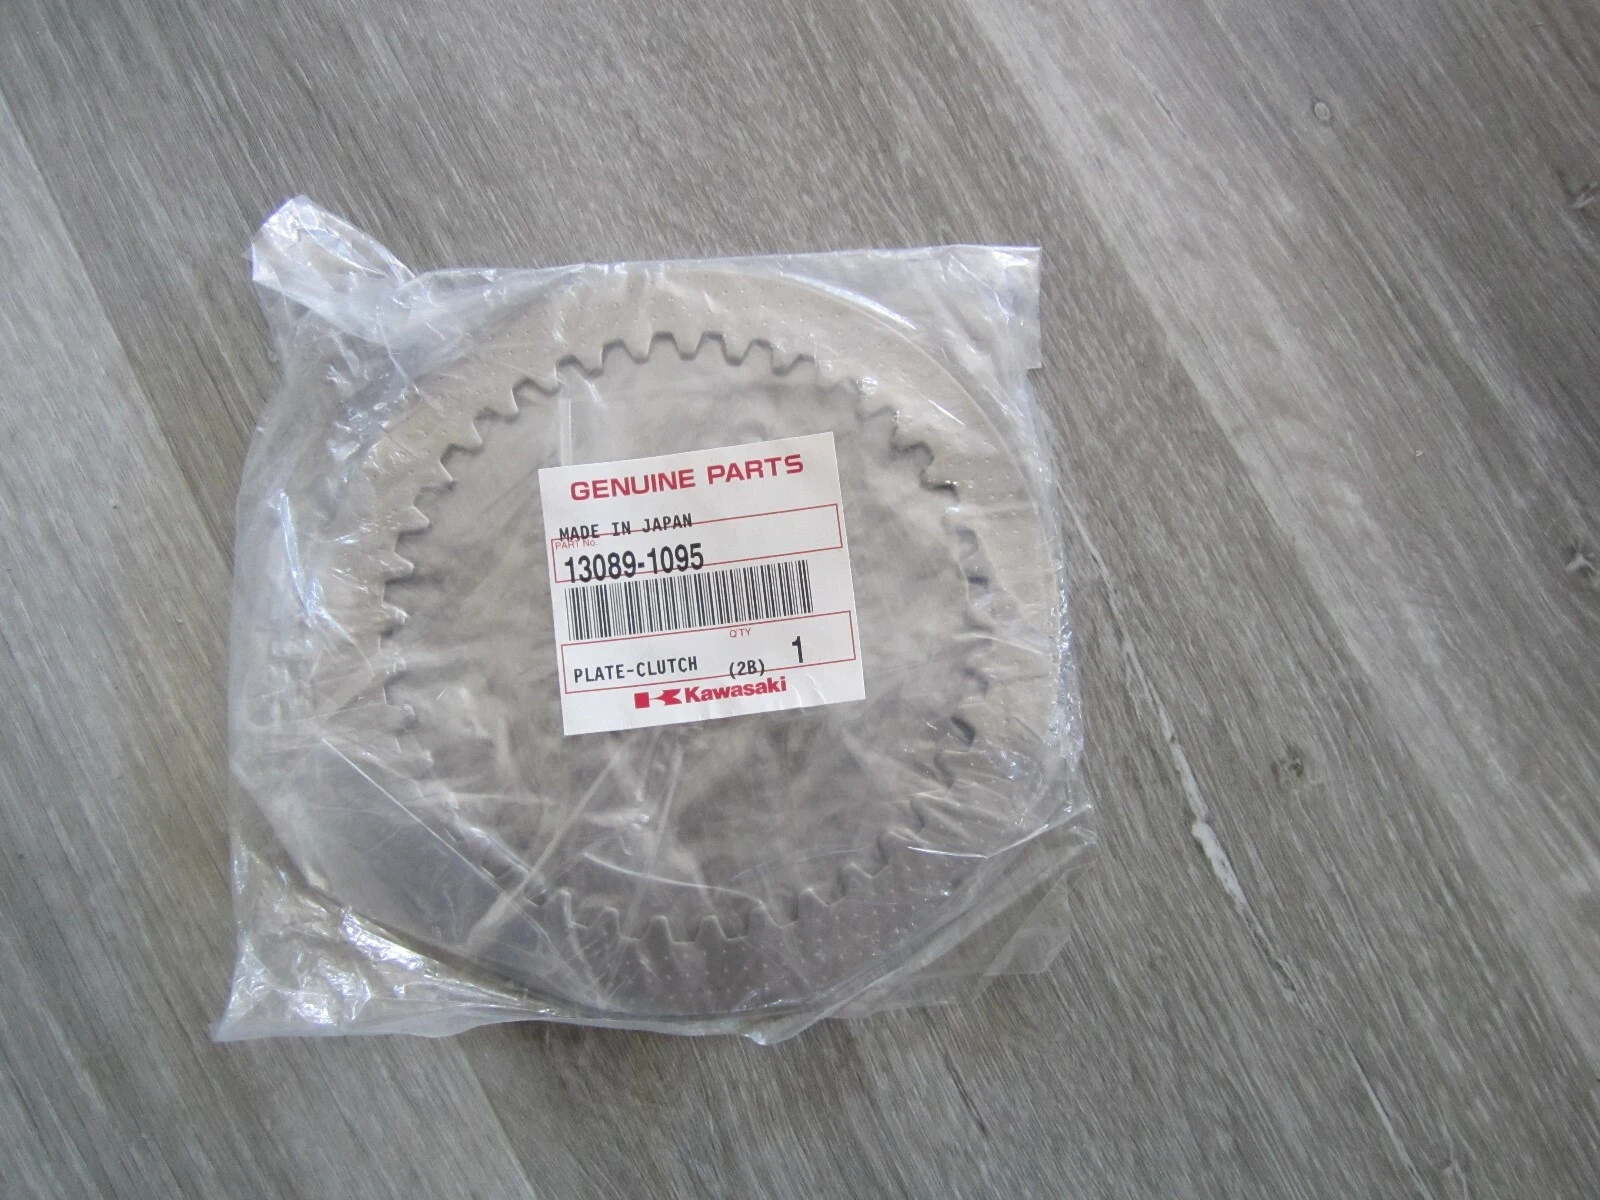 GENUINE PARTS
MADE IN JAPAN
PART No.
13089-1095
Q'TY
PLATE-CLUTCH (2B) 1
Kawasaki